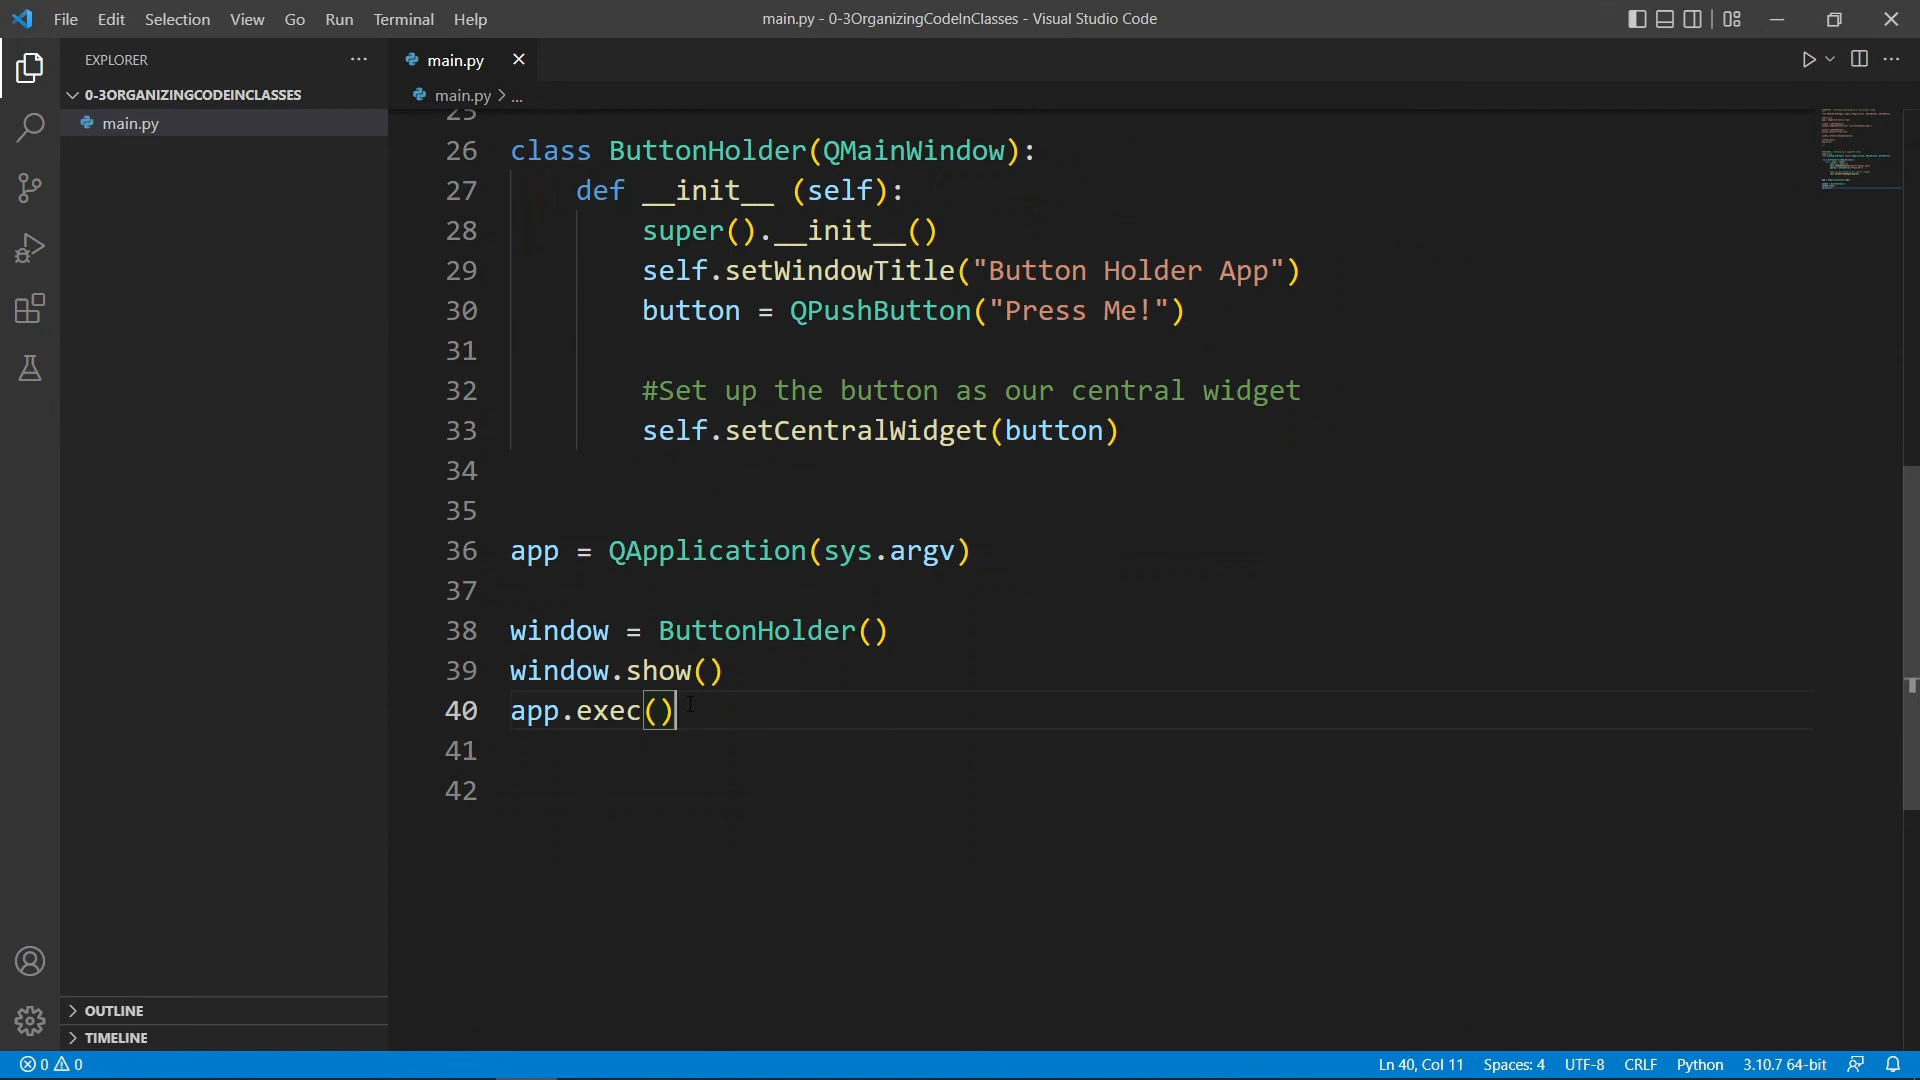 File Edit Selection View Go Run Terminal Help
main.py - 0-3OrganizingCodeInClasses - Visual Studio Code
EXPLORER
0-3ORGANIZINGCODEINCLASSES
main.py
OUTLINE
TIMELINE
main.py
main.py > ...
25
26 class ButtonHolder(QMainWindow):
27 def __init__ (self):
28 super().__init__()
29 self.setWindowTitle("Button Holder App")
30 button = QPushButton("Press Me!")
31
32 #Set up the button as our central widget
33 self.setCentralWidget(button)
34
35
36 app = QApplication(sys.argv)
37
38 window = ButtonHolder()
39 window.show()
40 app.exec()
41
42
0 0 Ln 40, Col 11 Spaces: 4 UTF-8 CRLF Python 3.10.7 64-bit